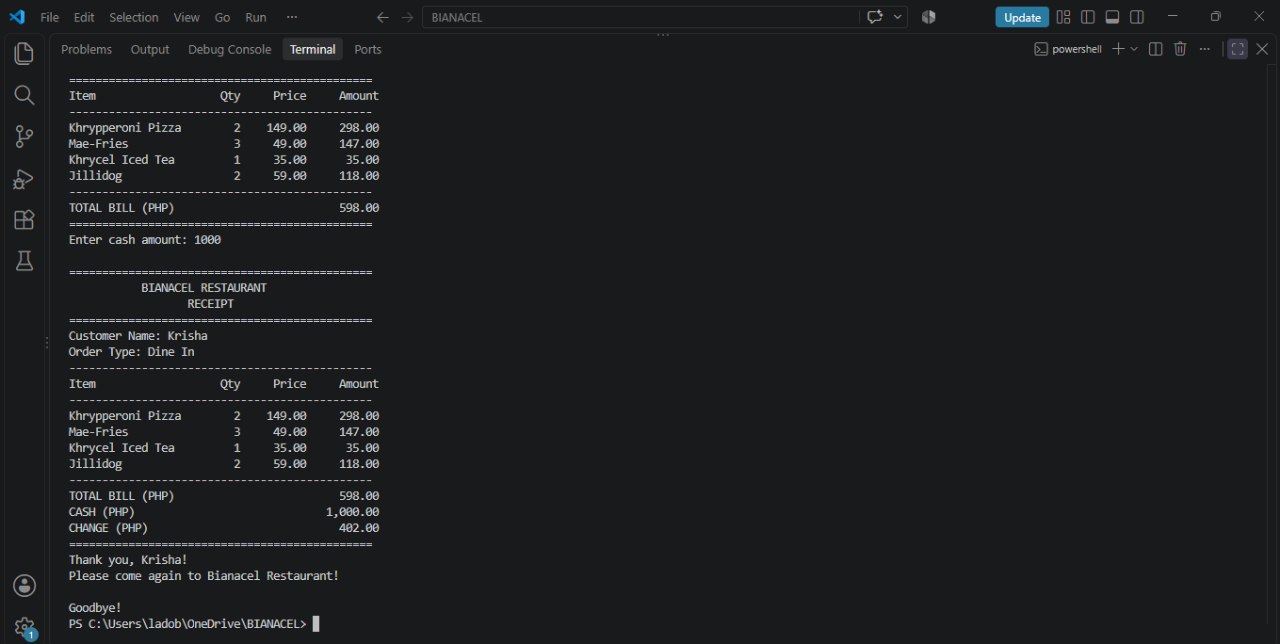 File Edit Selection View Go Run ··· BIANACEL Update
Problems Output Debug Console Terminal Ports powershell
==============================================
Item Qty Price Amount
----------------------------------------------
Khrypperoni Pizza 2 149.00 298.00
Mae-Fries 3 49.00 147.00
Khrycel Iced Tea 1 35.00 35.00
Jillidog 2 59.00 118.00
----------------------------------------------
TOTAL BILL (PHP) 598.00
==============================================
Enter cash amount: 1000
==============================================
BIANACEL RESTAURANT
RECEIPT
==============================================
Customer Name: Krisha
Order Type: Dine In
----------------------------------------------
Item Qty Price Amount
----------------------------------------------
Khrypperoni Pizza 2 149.00 298.00
Mae-Fries 3 49.00 147.00
Khrycel Iced Tea 1 35.00 35.00
Jillidog 2 59.00 118.00
----------------------------------------------
TOTAL BILL (PHP) 598.00
CASH (PHP) 1,000.00
CHANGE (PHP) 402.00
==============================================
Thank you, Krisha!
Please come again to Bianacel Restaurant!
Goodbye!
PS C:\Users\ladob\OneDrive\BIANACEL>
1